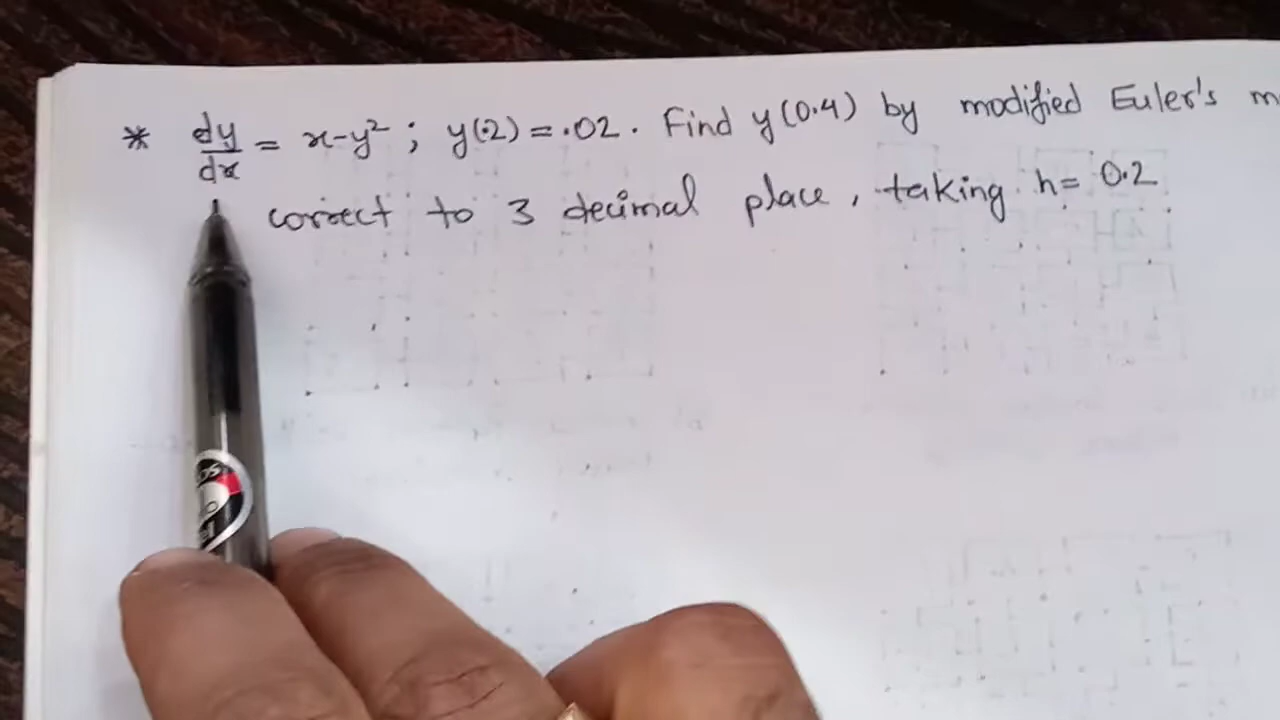 * dy/dx = x-y² ; y(.2) = .02 . Find y(0.4) by modified Euler's m
correct to 3 decimal place , taking h= 0.2